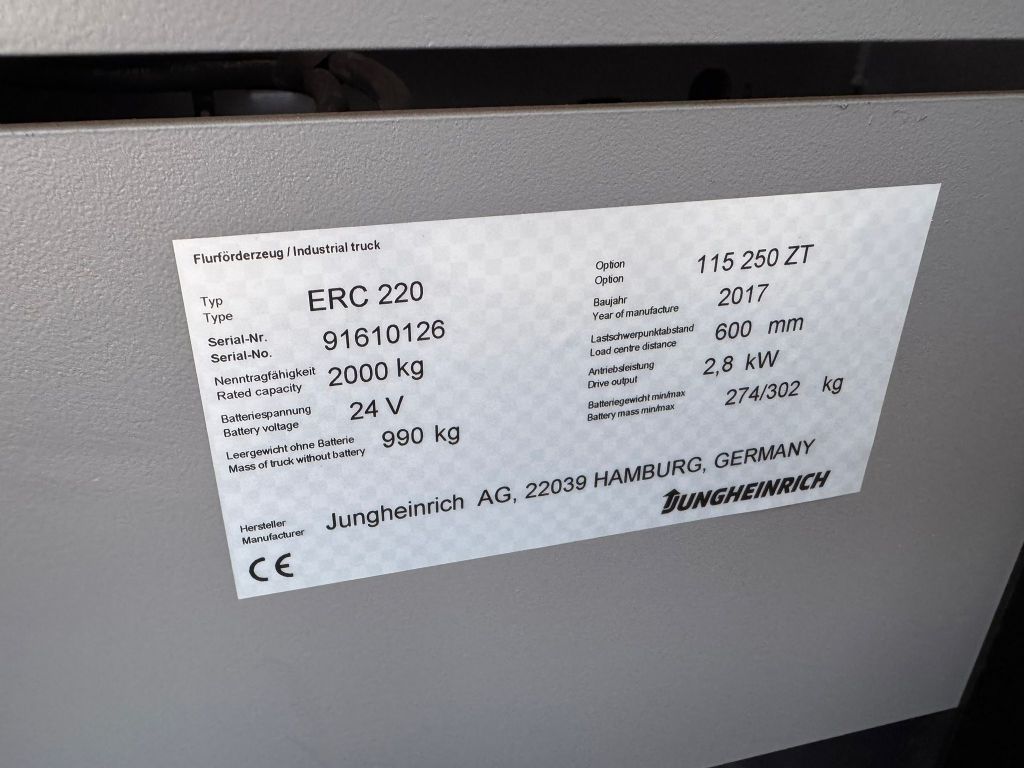 Flurförderzeug / Industrial truck
Typ
Type
ERC 220
Serial-Nr.
Serial-No.
91610126
Nenntragfähigkeit
Rated capacity
2000 kg
Batteriespannung
Battery voltage
24 V
Leergewicht ohne Batterie
Mass of truck without battery
990 kg
Option
Option
115 250 ZT
Baujahr
Year of manufacture
2017
Lastschwerpunktabstand
Load centre distance
600 mm
Antriebsleistung
Drive output
2,8 kW
Batteriegewicht min/max
Battery mass min/max
274/302 kg
Hersteller
Manufacturer
Jungheinrich AG, 22039 HAMBURG, GERMANY
JUNGHEINRICH
CE